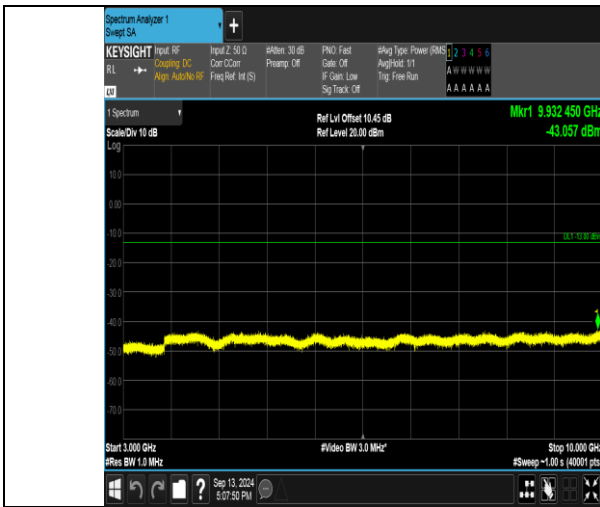 Spectrum Analyzer 1
Swept SA
+
KEYSIGHT Input: RF Input Z: 50 Ω #Atten: 30 dB PNO: Fast #Avg Type: Power (RMS 1 2 3 4 5 6
RL Coupling: DC Corr CCorr Preamp: Off Gate: Off Avg|Hold: 1/1 A W W W W W
Align: Auto/No RF Freq Ref: Int (S) IF Gain: Low Trig: Free Run
LXI Sig Track: Off A A A A A A
1 Spectrum Ref Lvl Offset 10.45 dB Mkr1 9.932 450 GHz
Scale/Div 10 dB Ref Level 20.00 dBm -43.057 dBm
Log
10.0
0.00
-10.0
DL1 -13.00 dBm
-20.0
-30.0
-40.0
-50.0
-60.0
-70.0
Start 3.000 GHz #Video BW 3.0 MHz* Stop 10.000 GHz
#Res BW 1.0 MHz #Sweep ~1.00 s (40001 pts
? Sep 13, 2024
5:07:50 PM